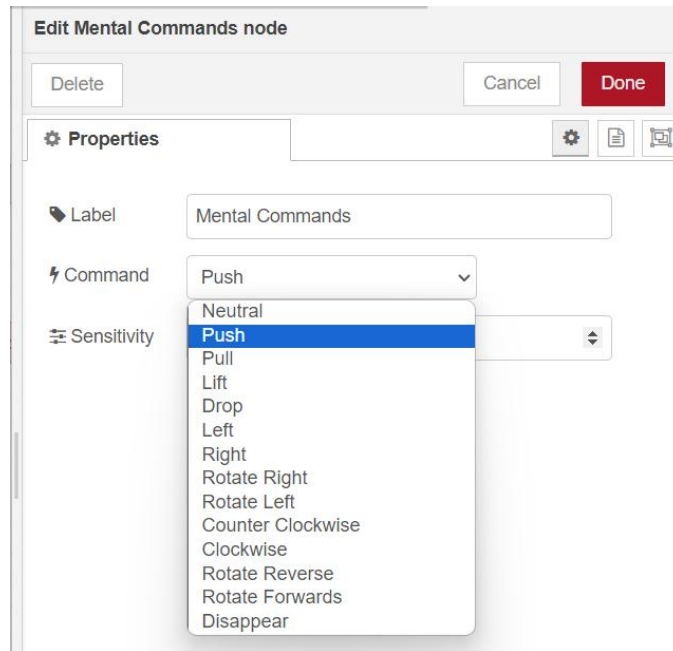 Edit Mental Commands node
Delete
Cancel
Done
Properties
Label
Mental Commands
Command
Push
Sensitivity
Neutral
Push
Pull
Lift
Drop
Left
Right
Rotate Right
Rotate Left
Counter Clockwise
Clockwise
Rotate Reverse
Rotate Forwards
Disappear